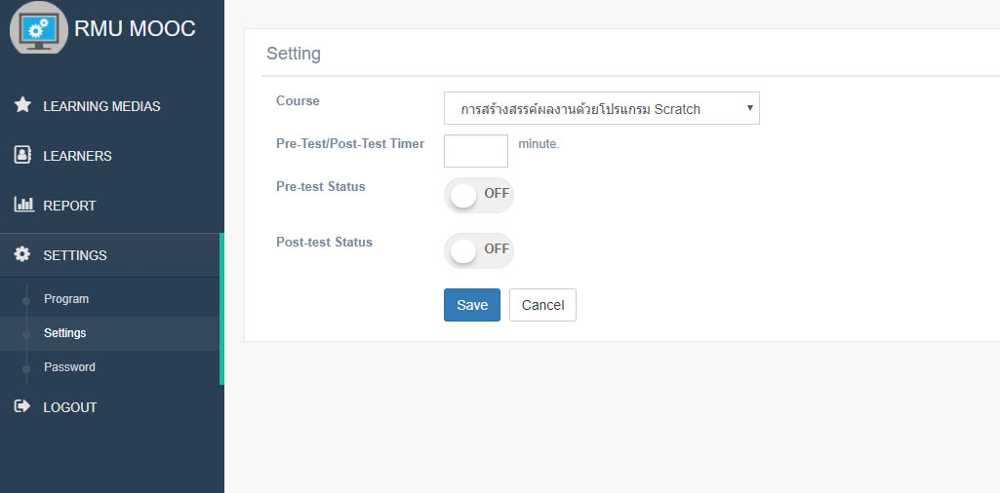 RMU MOOC
LEARNING MEDIAS
LEARNERS
REPORT
SETTINGS
Program
Settings
Password
LOGOUT
Setting
Course
การสร้างสรรค์ผลงานด้วยโปรแกรม Scratch
Pre-Test/Post-Test Timer minute.
Pre-test Status OFF
Post-test Status OFF
Save Cancel